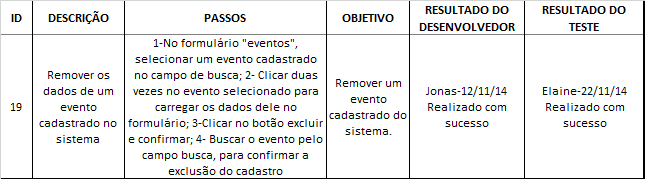 ID DESCRIÇÃO PASSOS OBJETIVO RESULTADO DO DESENVOLVEDOR RESULTADO DO TESTE
19
Remover os
dados de um
evento
cadastrado no
sistema
1-No formulário "eventos",
selecionar um evento cadastrado
no campo de busca; 2- Clicar duas
vezes no evento selecionado para
carregar os dados dele no
formulário; 3-Clicar no botão excluir
e confirmar; 4- Buscar o evento pelo
campo busca, para confirmar a
exclusão do cadastro
Remover um
evento
cadastrado do
sistema.
Jonas-12/11/14
Realizado com
sucesso
Elaine-22/11/14
Realizado com
sucesso